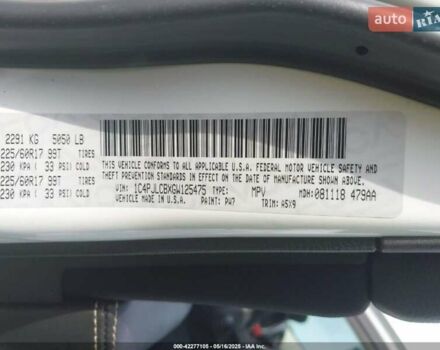 AUTO RIA
2291 KG 5050 LB
225/60R17 99T TIRES
230 KPA ( 33 PSI) COLD
225/60R17 99T TIRES
230 KPA ( 33 PSI) COLD
THIS VEHICLE CONFORMS TO ALL APPLICABLE U.S.A. FEDERAL MOTOR VEHICLE SAFETY AND
THEFT PREVENTION STANDARDS IN EFFECT ON THE DATE OF MANUFACTURE SHOWN ABOVE.
VIN: 1C4PJLCBXGW125475 TYPE: MPV MDH: 081118 479AA
VEHICLE MADE IN U.S.A. PAINT: PW7 TRIM: A5X9
000-42277105 - 05/16/2025 - IAA Inc.